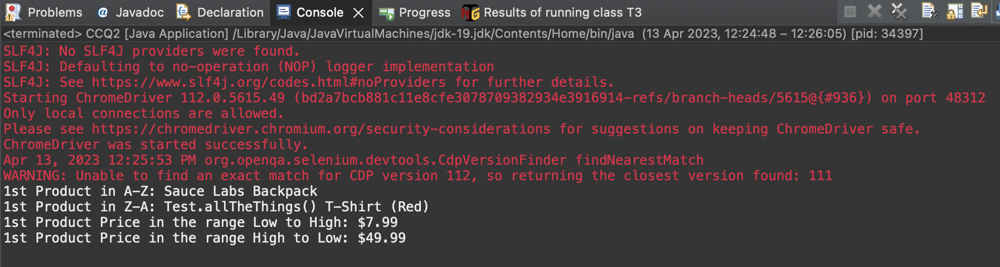 Problems Javadoc Declaration Console Progress Results of running class T3
<terminated> CCQ2 [Java Application] /Library/Java/JavaVirtualMachines/jdk-19.jdk/Contents/Home/bin/java (13 Apr 2023, 12:24:48 – 12:26:05) [pid: 34397]
SLF4J: No SLF4J providers were found.
SLF4J: Defaulting to no-operation (NOP) logger implementation
SLF4J: See https://www.slf4j.org/codes.html#noProviders for further details.
Starting ChromeDriver 112.0.5615.49 (bd2a7bcb881c11e8cfe3078709382934e3916914-refs/branch-heads/5615@{#936}) on port 48312
Only local connections are allowed.
Please see https://chromedriver.chromium.org/security-considerations for suggestions on keeping ChromeDriver safe.
ChromeDriver was started successfully.
Apr 13, 2023 12:25:53 PM org.openqa.selenium.devtools.CdpVersionFinder findNearestMatch
WARNING: Unable to find an exact match for CDP version 112, so returning the closest version found: 111
1st Product in A-Z: Sauce Labs Backpack
1st Product in Z-A: Test.allTheThings() T-Shirt (Red)
1st Product Price in the range Low to High: $7.99
1st Product Price in the range High to Low: $49.99